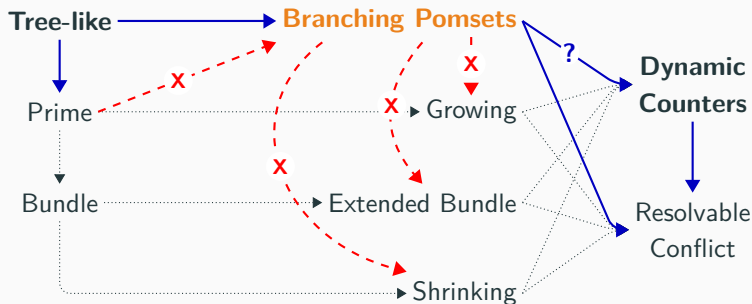 Tree-like
Branching Pomsets
?
X
X
Dynamic
Counters
Prime
Growing
X
X
Bundle
Extended Bundle
Resolvable
Conflict
Shrinking